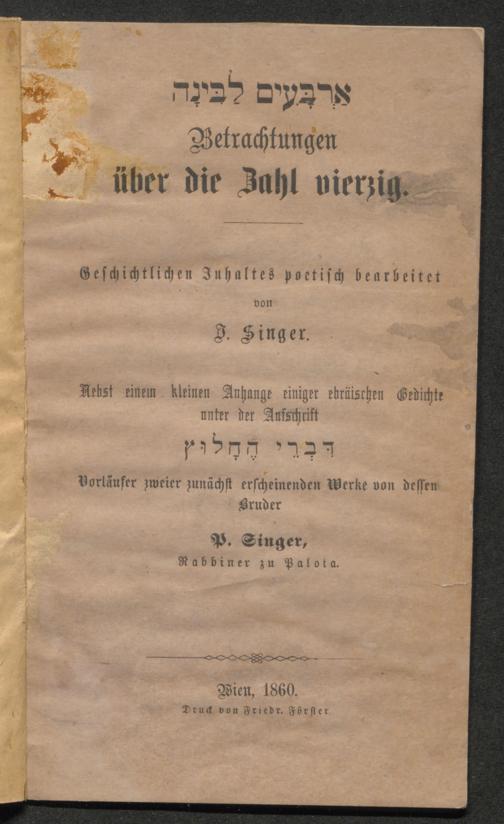 אַרְבָּעִים לַבִּינָה
Betrachtungen
über die Zahl vierzig.
Geschichtlichen Inhaltes poetisch bearbeitet
von
J. Singer.
Nebst einem kleinen Anhange einiger ebräischen Gedichte
unter der Aufschrift
דִּבְרֵי הֶחָלוּץ
Vorläufer zweier zunächst erscheinenden Werke von dessen
Bruder
P. Singer,
Rabbiner zu Palota.
Wien, 1860.
Druck von Friedr. Förster